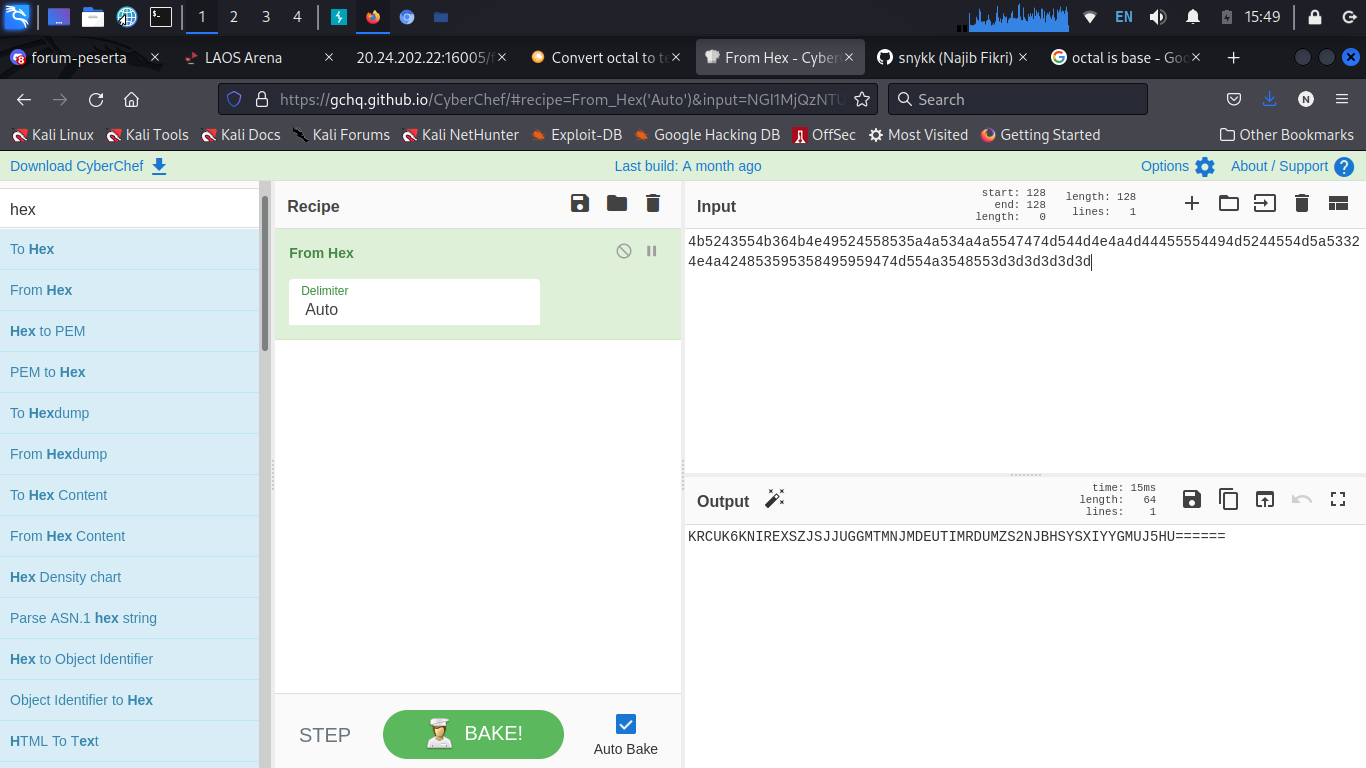 1 2 3 4 EN 15:49
forum-peserta LAOS Arena 20.24.202.22:16005/f Convert octal to te From Hex - Cyber snykk (Najib Fikri) octal is base - Goo
https://gchq.github.io/CyberChef/#recipe=From_Hex('Auto')&input=NGI1MjQzNTU Search
Kali Linux Kali Tools Kali Docs Kali Forums Kali NetHunter Exploit-DB Google Hacking DB OffSec Most Visited Getting Started Other Bookmarks
Download CyberChef Last build: A month ago Options About / Support
hex
To Hex
From Hex
Hex to PEM
PEM to Hex
To Hexdump
From Hexdump
To Hex Content
From Hex Content
Hex Density chart
Parse ASN.1 hex string
Hex to Object Identifier
Object Identifier to Hex
HTML To Text
Recipe
From Hex
Delimiter
Auto
STEP
BAKE!
Auto Bake
Input
start: 128
end: 128
length: 0
length: 128
lines: 1
4b5243554b364b4e49524558535a4a534a4a5547474d544d4e4a4d44455554494d5244554d5a5332
4e4a424853595358495959474d554a3548553d3d3d3d3d3d
Output
time: 15ms
length: 64
lines: 1
KRCUK6KNIREXSZJSJJUGGMTMNJMDEUTIMRDUMZS2NJBHSYSXIYYGMUJ5HU======